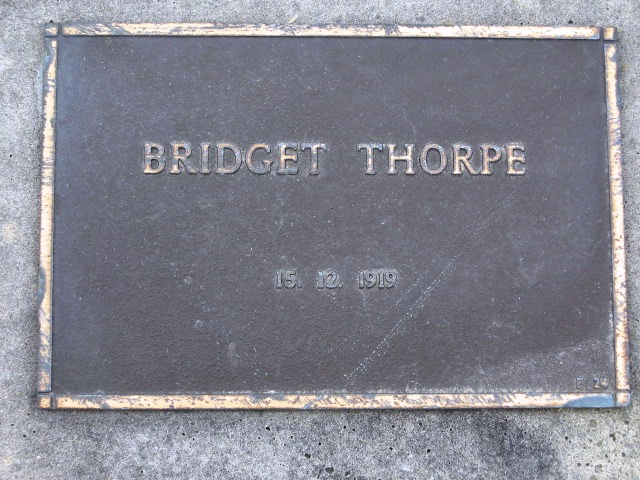 BRIDGET THORPE
15. 12. 1919
E 24